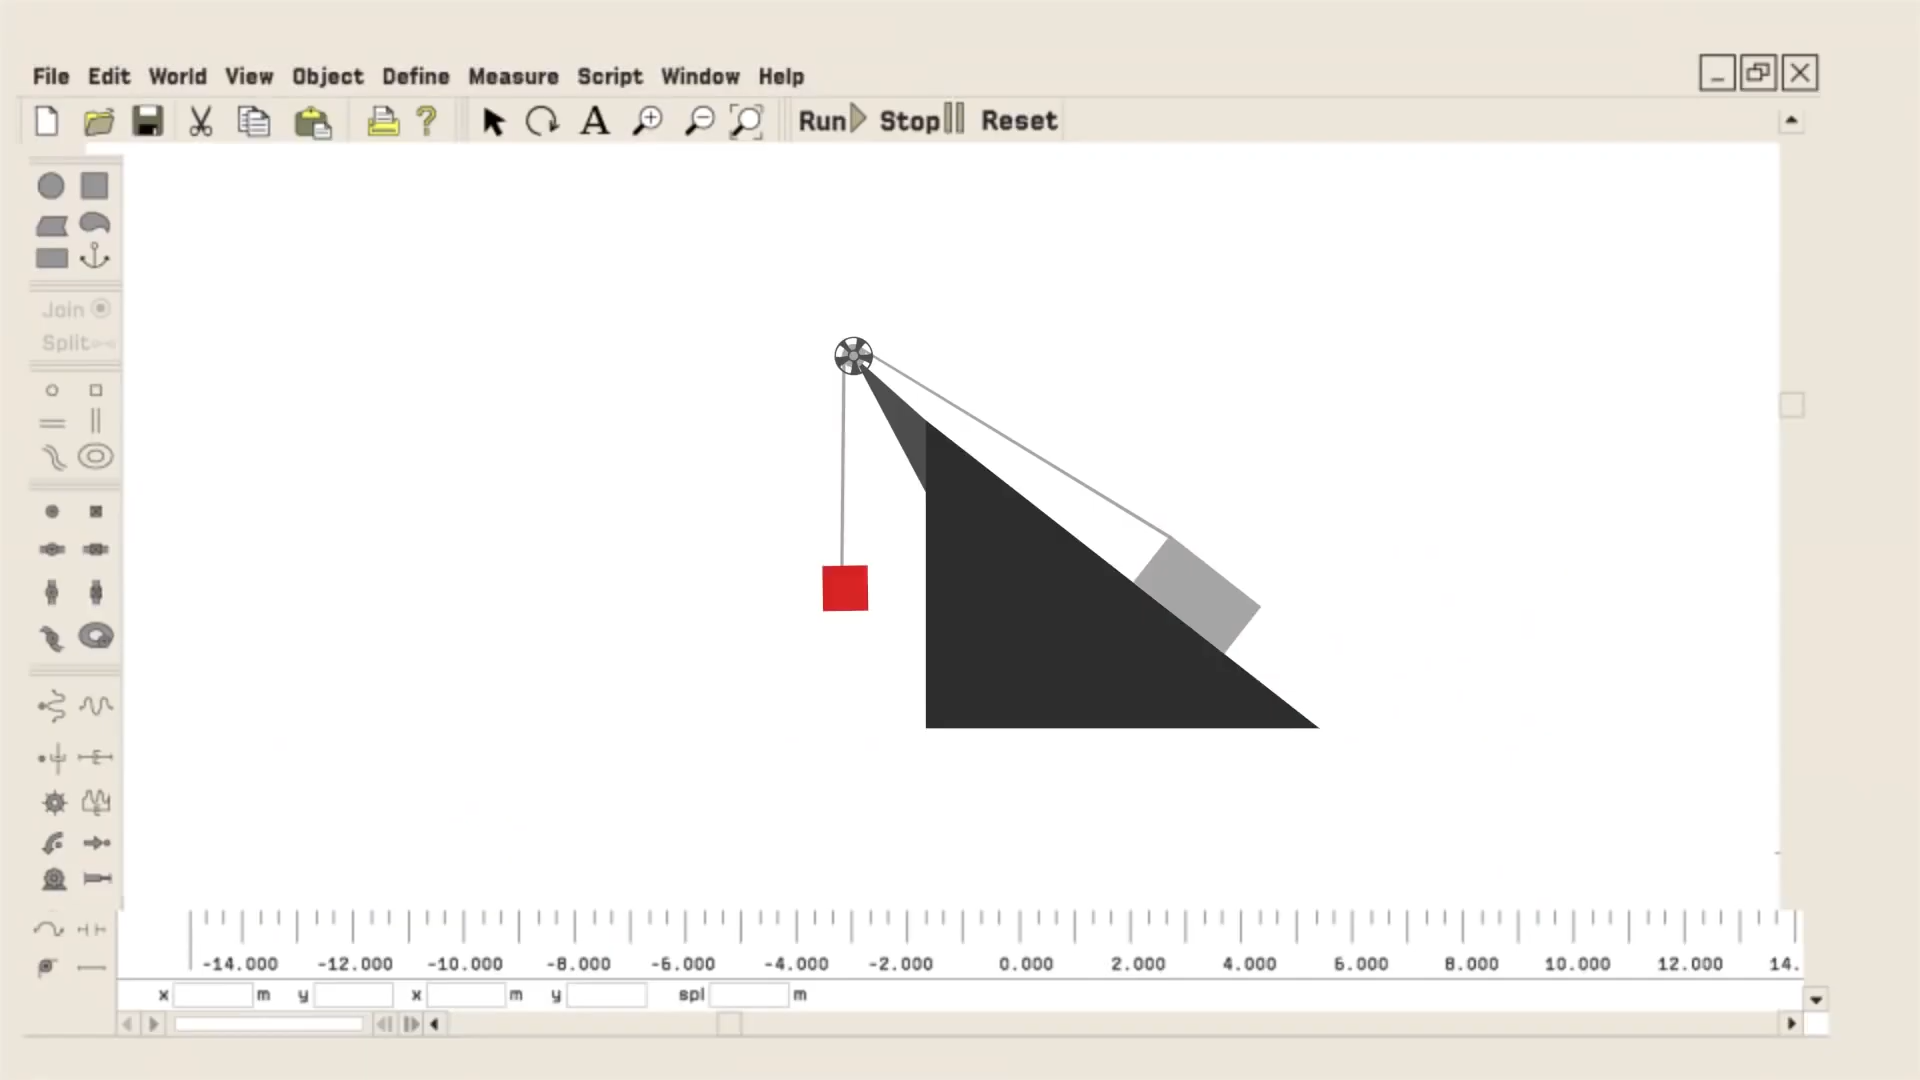 File Edit World View Object Define Measure Script Window Help
A Run Stop Reset
Join
Split
-14.000 -12.000 -10.000 -8.000 -6.000 -4.000 -2.000 0.000 2.000 4.000 6.000 8.000 10.000 12.000 14.
x m y x m y spl m